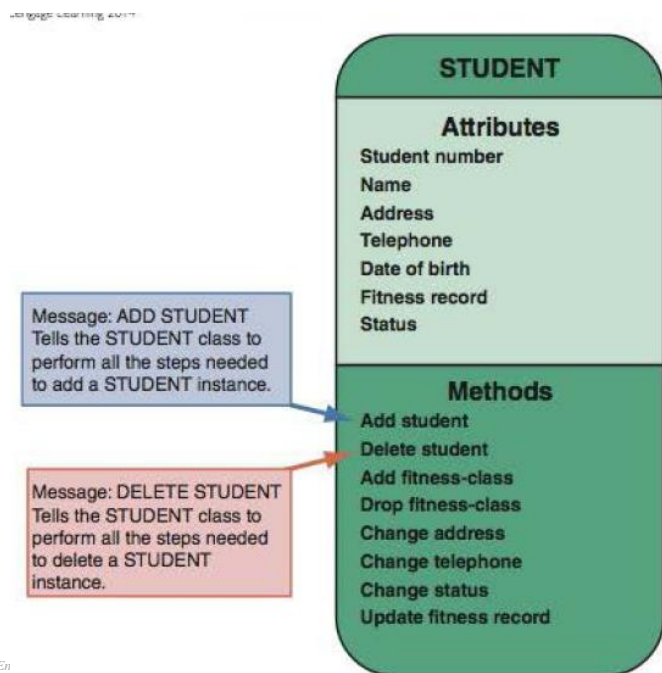 Cengage Learning 2014
STUDENT
Attributes
Student number
Name
Address
Telephone
Date of birth
Fitness record
Status
Message: ADD STUDENT
Tells the STUDENT class to
perform all the steps needed
to add a STUDENT instance.
Methods
Add student
Delete student
Add fitness-class
Drop fitness-class
Change address
Change telephone
Change status
Update fitness record
Message: DELETE STUDENT
Tells the STUDENT class to
perform all the steps needed
to delete a STUDENT
instance.